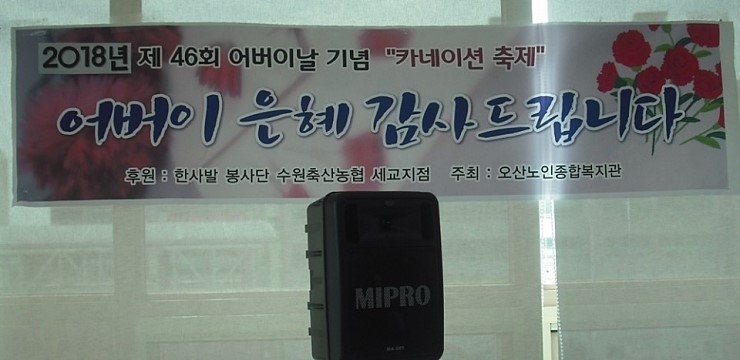 2018년 제 46회 어버이날 기념 "카네이션 축제"
어버이 은혜 감사드립니다
후원 : 한사발 봉사단 수원축산농협 세교지점 주최 : 오산노인종합복지관
MIPRO